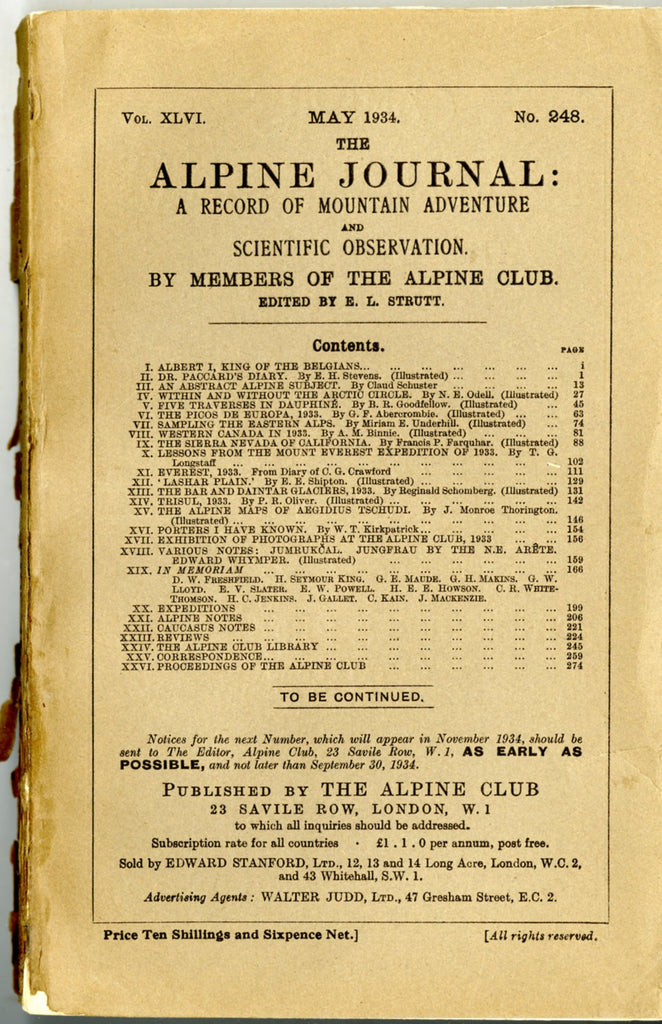 VOL. XLVI. MAY 1934. No. 248.
THE
ALPINE JOURNAL:
A RECORD OF MOUNTAIN ADVENTURE
AND
SCIENTIFIC OBSERVATION.
BY MEMBERS OF THE ALPINE CLUB.
EDITED BY E. L. STRUTT.
Contents.
PAGE
I. ALBERT I, KING OF THE BELGIANS... ... ... ... ... ... ... i
II. DR. PACCARD'S DIARY. By E. H. Stevens. (Illustrated) ... ... ... ... 1
III. AN ABSTRACT ALPINE SUBJECT. By Claud Schuster ... ... ... ... 13
IV. WITHIN AND WITHOUT THE ARCTIC CIRCLE. By N. E. Odell. (Illustrated) 27
V. FIVE TRAVERSES IN DAUPHINÉ. By B. R. Goodfellow. (Illustrated) ... 45
VI. THE PICOS DE EUROPA, 1933. By G. F. Abercrombie. (Illustrated) ... ... 63
VII. SAMPLING THE EASTERN ALPS. By Miriam E. Underhill. (Illustrated) ... 74
VIII. WESTERN CANADA IN 1933. By A. M. Binnie. (Illustrated) ... ... 81
IX. THE SIERRA NEVADA OF CALIFORNIA. By Francis P. Farquhar. (Illustrated) 88
X. LESSONS FROM THE MOUNT EVEREST EXPEDITION OF 1933. By T. G.
Longstaff ... ... ... ... ... ... ... ... ... ... 102
XI. EVEREST, 1933. From Diary of C. G. Crawford ... ... ... ... ... 111
XII. 'LASHAR PLAIN.' By E. E. Shipton. (Illustrated) ... ... ... ... ... 129
XIII. THE BAR AND DAINTAR GLACIERS, 1933. By Reginald Schomberg. (Illustrated) 131
XIV. TRISUL, 1933. By P. R. Oliver. (Illustrated) ... ... ... ... ... ... 142
XV. THE ALPINE MAPS OF AEGIDIUS TSCHUDI. By J. Monroe Thorington.
(Illustrated) ... ... ... ... ... ... ... ... ... ... 146
XVI. PORTERS I HAVE KNOWN. By W. T. Kirkpatrick ... ... ... ... ... 154
XVII. EXHIBITION OF PHOTOGRAPHS AT THE ALPINE CLUB, 1933 ... ... 156
XVIII. VARIOUS NOTES: JUMRUKCAL. JUNGFRAU BY THE N.E. ARÊTE.
EDWARD WHYMPER. (Illustrated) ... ... ... ... ... ... 159
XIX. IN MEMORIAM ... ... ... ... ... ... ... ... ... ... 166
D. W. FRESHFIELD. H. SEYMOUR KING. G. E. MAUDE. G. H. MAKINS. G. W.
LLOYD. E. V. SLATER. E. W. POWELL. H. E. E. HOWSON. C. R. WHITE-
THOMSON. H. C. JENKINS. J. GALLET. C. KAIN. J. MACKENZIE.
XX. EXPEDITIONS ... ... ... ... ... ... ... ... ... ... 199
XXI. ALPINE NOTES ... ... ... ... ... ... ... ... ... ... 206
XXII. CAUCASUS NOTES ... ... ... ... ... ... ... ... ... ... 221
XXIII. REVIEWS ... ... ... ... ... ... ... ... ... ... ... 224
XXIV. THE ALPINE CLUB LIBRARY ... ... ... ... ... ... ... ... 245
XXV. CORRESPONDENCE... ... ... ... ... ... ... ... ... ... 259
XXVI. PROCEEDINGS OF THE ALPINE CLUB ... ... ... ... ... ... 274
TO BE CONTINUED.
Notices for the next Number, which will appear in November 1934, should be
sent to The Editor, Alpine Club, 23 Savile Row, W. 1, AS EARLY AS
POSSIBLE, and not later than September 30, 1934.
PUBLISHED BY THE ALPINE CLUB
23 SAVILE ROW, LONDON, W. 1
to which all inquiries should be addressed.
Subscription rate for all countries · £1 . 1 . 0 per annum, post free.
Sold by EDWARD STANFORD, LTD., 12, 13 and 14 Long Acre, London, W.C. 2,
and 43 Whitehall, S.W. 1.
Advertising Agents: WALTER JUDD, LTD., 47 Gresham Street, E.C. 2.
Price Ten Shillings and Sixpence Net.] [All rights reserved.